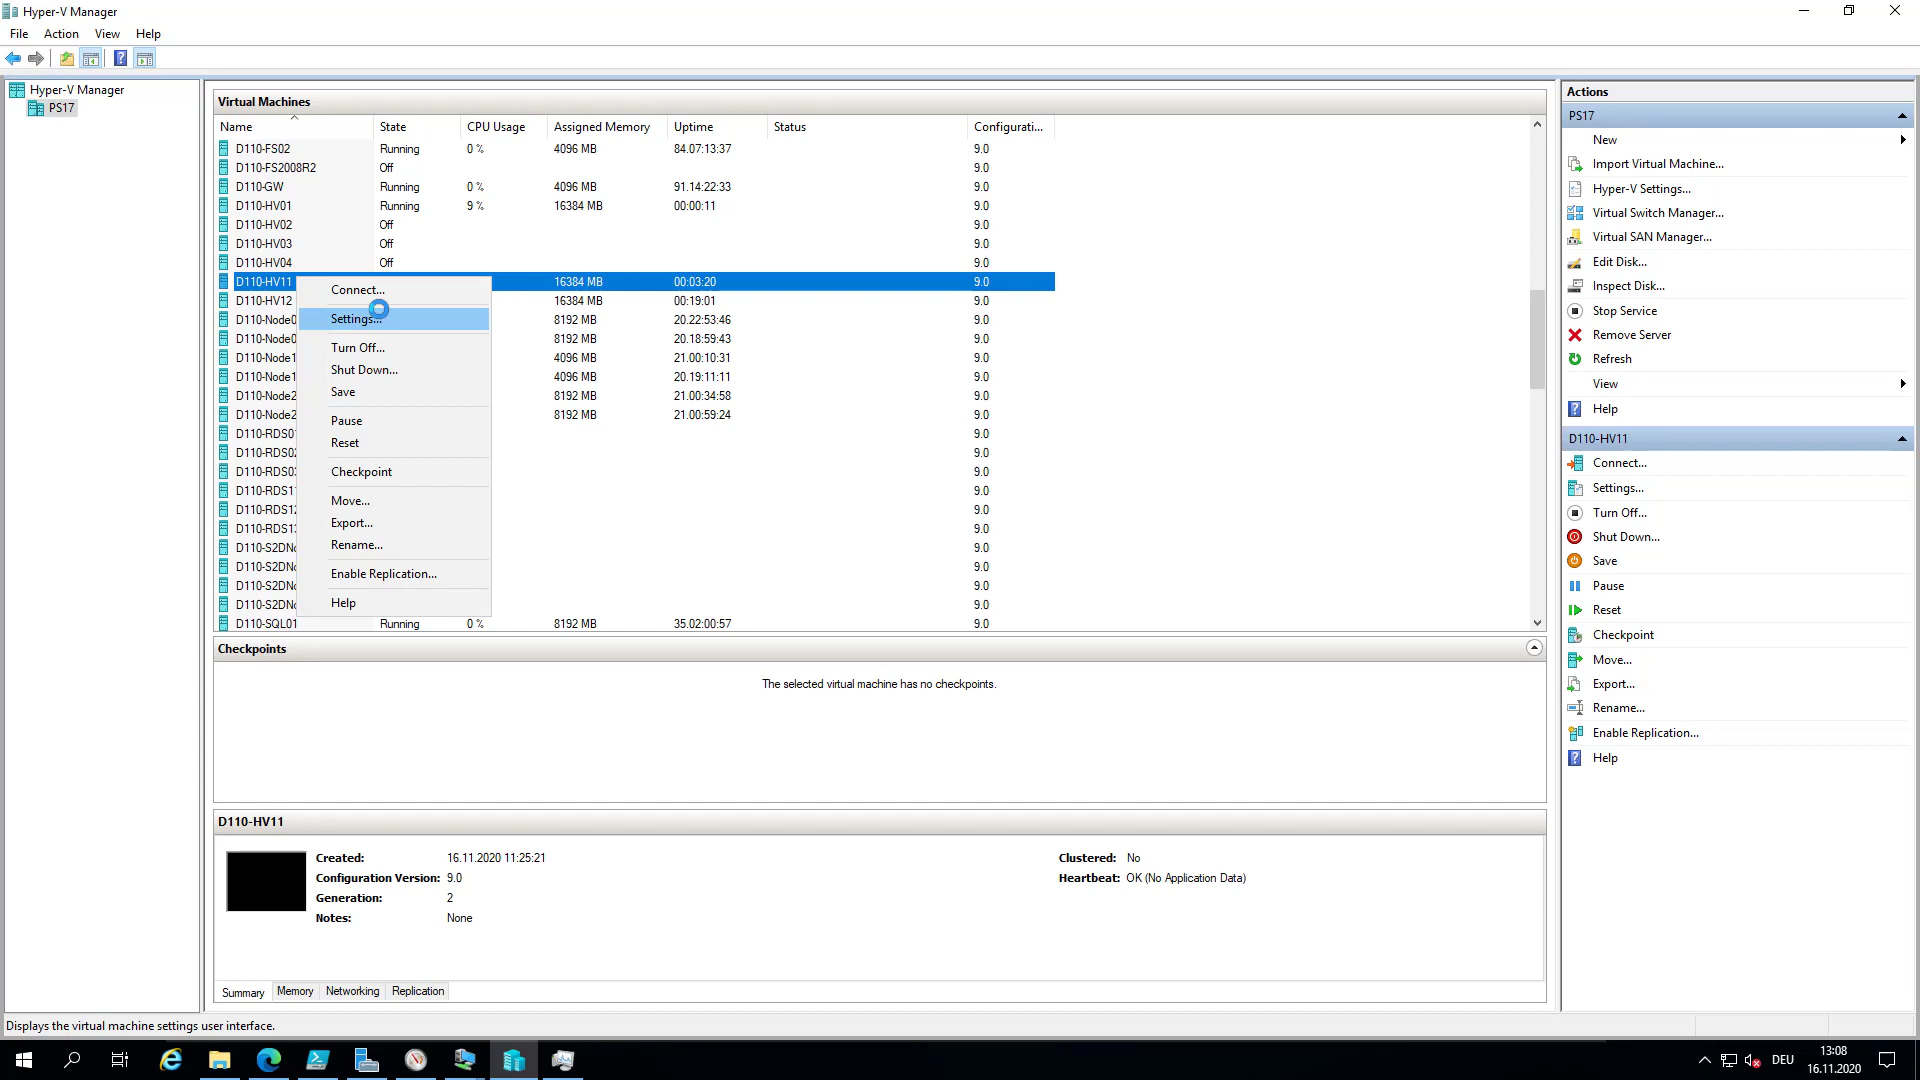 Hyper-V Manager
File Action View Help
Hyper-V Manager
PS17
Virtual Machines
Name State CPU Usage Assigned Memory Uptime Status Configurati...
D110-FS02 Running 0 % 4096 MB 84.07:13:37 9.0
D110-FS2008R2 Off 9.0
D110-GW Running 0 % 4096 MB 91.14:22:33 9.0
D110-HV01 Running 9 % 16384 MB 00:00:11 9.0
D110-HV02 Off 9.0
D110-HV03 Off 9.0
D110-HV04 Off 9.0
D110-HV11 16384 MB 00:03:20 9.0
D110-HV12 16384 MB 00:19:01 9.0
D110-Node0 8192 MB 20.22:53:46 9.0
D110-Node0 8192 MB 20.18:59:43 9.0
D110-Node1 4096 MB 21.00:10:31 9.0
D110-Node1 4096 MB 20.19:11:11 9.0
D110-Node2 8192 MB 21.00:34:58 9.0
D110-Node2 8192 MB 21.00:59:24 9.0
D110-RDS01 9.0
D110-RDS02 9.0
D110-RDS03 9.0
D110-RDS11 9.0
D110-RDS12 9.0
D110-RDS13 9.0
D110-S2DNo 9.0
D110-S2DNo 9.0
D110-S2DNo 9.0
D110-S2DNo 9.0
D110-SQL01 Running 0 % 8192 MB 35.02:00:57 9.0
Connect...
Settings...
Turn Off...
Shut Down...
Save
Pause
Reset
Checkpoint
Move...
Export...
Rename...
Enable Replication...
Help
Checkpoints
The selected virtual machine has no checkpoints.
D110-HV11
Created: 16.11.2020 11:25:21 Clustered: No
Configuration Version: 9.0 Heartbeat: OK (No Application Data)
Generation: 2
Notes: None
Summary Memory Networking Replication
Actions
PS17
New
Import Virtual Machine...
Hyper-V Settings...
Virtual Switch Manager...
Virtual SAN Manager...
Edit Disk...
Inspect Disk...
Stop Service
Remove Server
Refresh
View
Help
D110-HV11
Connect...
Settings...
Turn Off...
Shut Down...
Save
Pause
Reset
Checkpoint
Move...
Export...
Rename...
Enable Replication...
Help
Displays the virtual machine settings user interface.
DEU
13:08
16.11.2020